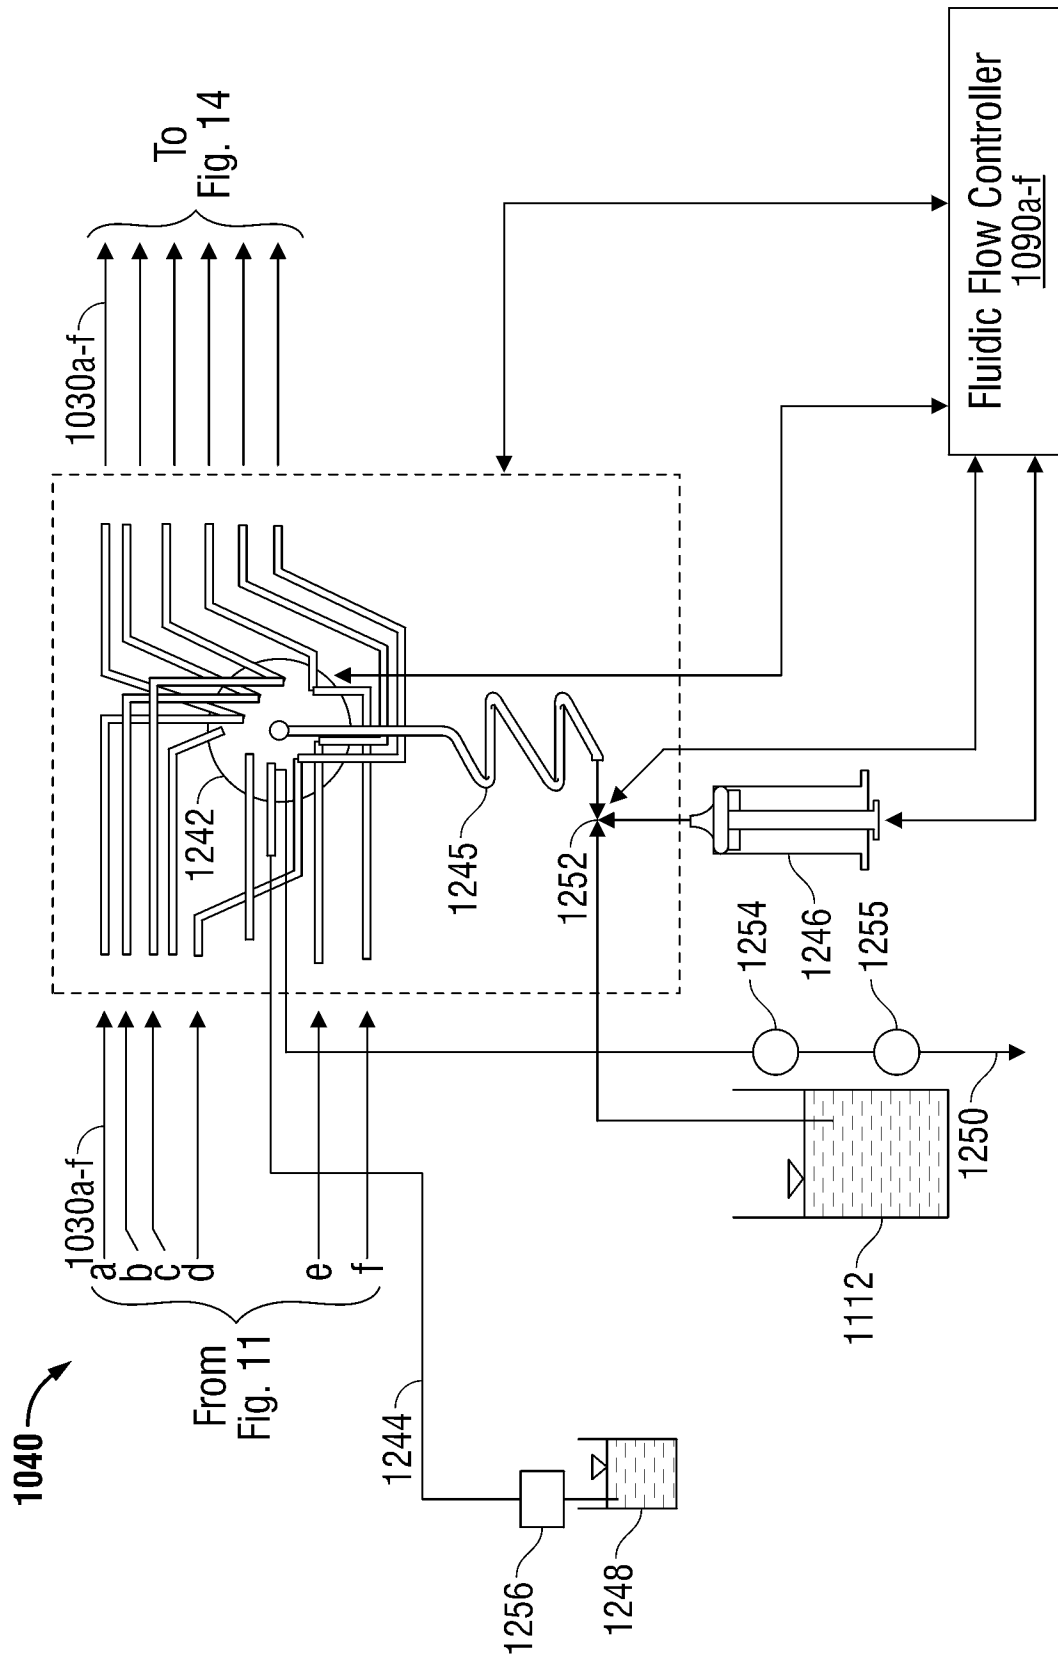 1040
From
Fig. 11
1030a-f
a
b
c
d
e
f
1030a-f
To
Fig. 14
1242
1244
1245
1252
1256
1248
1112
1250
1254
1255
1246
Fluidic Flow Controller
1090a-f